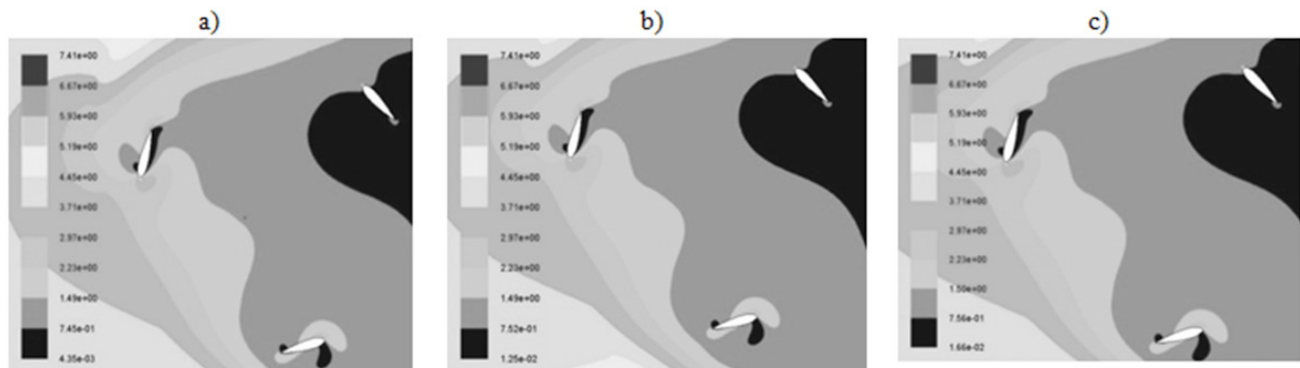 a)
b)
c)
7.41e+00
6.67e+00
5.93e+00
5.19e+00
4.45e+00
3.71e+00
2.97e+00
2.23e+00
1.49e+00
7.45e-01
4.35e-03
7.41e+00
6.67e+00
5.93e+00
5.19e+00
4.45e+00
3.71e+00
2.97e+00
2.23e+00
1.49e+00
7.52e-01
1.25e-02
7.41e+00
6.67e+00
5.93e+00
5.19e+00
4.45e+00
3.71e+00
2.97e+00
2.23e+00
1.50e+00
7.56e-01
1.66e-02